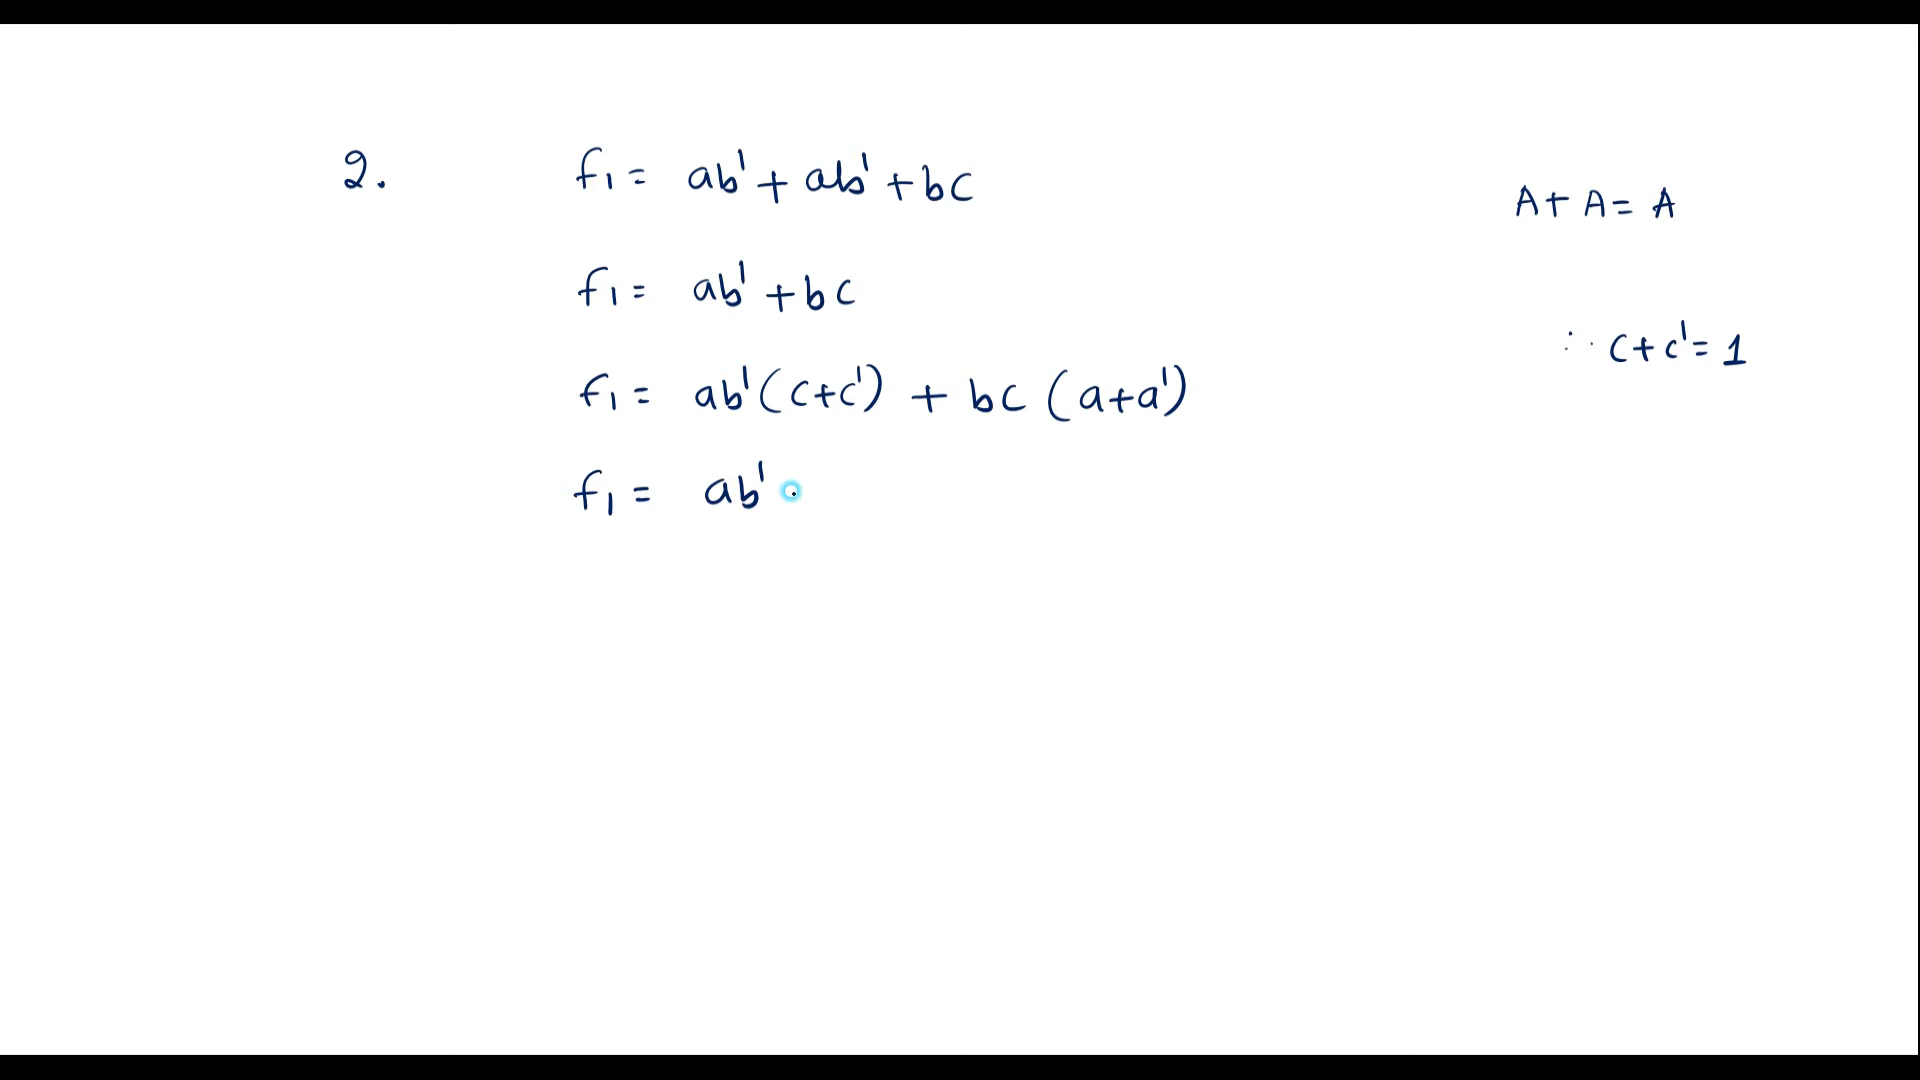 2. f1 = ab' + ab' + bc
A + A = A
f1 = ab' + bc
∵ c + c' = 1
f1 = ab'(c+c') + bc (a+a')
f1 = ab'